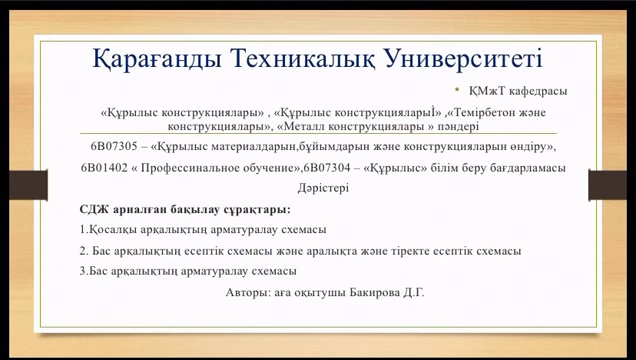 Қарағанды Техникалық Университеті
• ҚМжТ кафедрасы
«Құрылыс конструкциялары» , «Құрылыс конструкцияларыİ» ,«Темірбетон және
конструкциялары», «Металл конструкциялары » пәндері
6В07305 – «Құрылыс материалдарын,бұйымдарын және конструкцияларын өндіру»,
6В01402 « Профессинальное обучение»,6В07304 – «Құрылыс» білім беру бағдарламасы
Дәрістері
СДЖ арналған бақылау сұрақтары:
1.Қосалқы арқалықтың арматуралау схемасы
2. Бас арқалықтың есептік схемасы және аралықта және тіректе есептік схемасы
3.Бас арқалықтың арматуралау схемасы
Авторы: аға оқытушы Бакирова Д.Г.